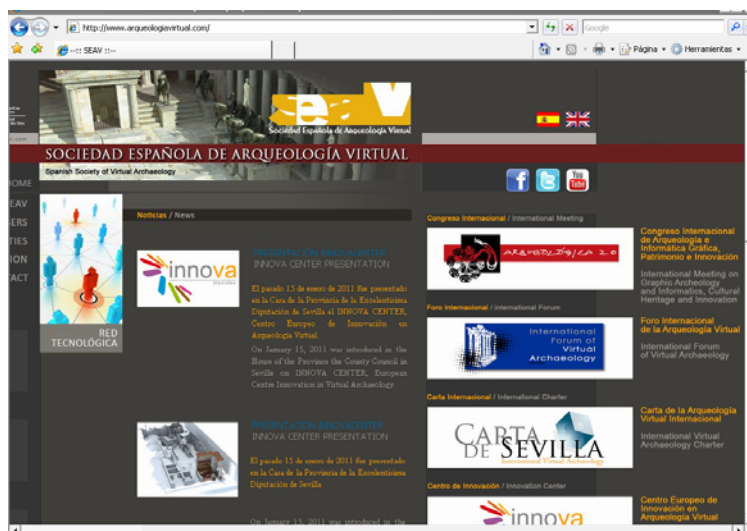 http://www.arqueologiavirtual.com/
Google
--:: SEAV ::--
Página
Herramientas
seav
Sociedad Española de Arqueología Virtual
SOCIEDAD ESPAÑOLA DE ARQUEOLOGÍA VIRTUAL
Spanish Society of Virtual Archaeology
You
Tube
HOME
EAV
ERS
TIES
ION
ACT
RED
TECNOLÓGICA
Noticias / News
innova
PRESENTACION INNOVACENTER
INNOVA CENTER PRESENTATION
El pasado 15 de enero de 2011 fue presentado
en la Casa de la Provincia de la Excelentísima
Diputación de Sevilla el INNOVA CENTER,
Centro Europeo de Innovación en
Arqueología Virtual.
On January 15, 2011 was introduced in the
House of the Province the County Council in
Seville on INNOVA CENTER, European
Centre Innovation in Virtual Archaeology.
PRESENTACION INNOVACENTER
INNOVA CENTER PRESENTATION
El pasado 15 de enero de 2011 fue presentado
en la Casa de la Provincia de la Excelentísima
Diputación de Sevilla
On January 15, 2011 was introduced in the
Congreso Internacional / International Meeting
ARQUEOLÓGICA 2.0
Congreso Internacional
de Arqueología e
Informática Gráfica,
Patrimonio e Innovación
International Meeting on
Graphic Archeology
and Informatics, Cultural
Heritage and Innovation
Foro Internacional / International Forum
International
Forum of
Virtual
Archaeology
Foro Internacional
de la Arqueología Virtual
International Forum
of Virtual Archaeology
Carta Internacional / International Charter
CARTA
DE SEVILLA
International Virtual Archaeology
Carta de la Arqueología
Virtual Internacional
International Virtual
Archaeology Charter
Centro de Innovación / Innovation Center
innova
Centro Europeo de
Innovación en
Arqueología Virtual